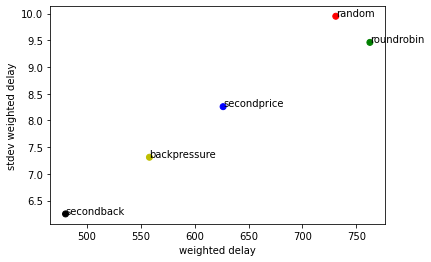 10.0
random
9.5
roundrobin
9.0
8.5
secondprice
8.0
7.5
backpressure
7.0
6.5
secondback
stdev weighted delay
500 550 600 650 700 750
weighted delay